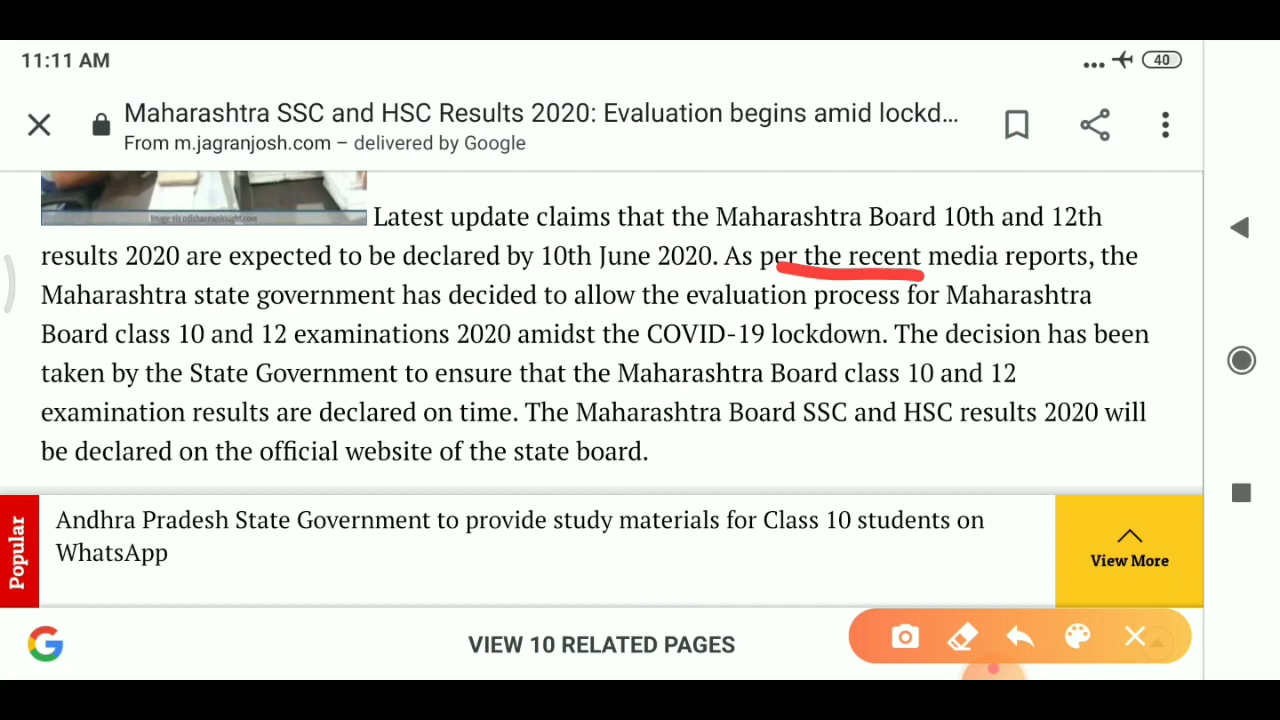 11:11 AM
40
Maharashtra SSC and HSC Results 2020: Evaluation begins amid lockd...
From m.jagranjosh.com – delivered by Google
Image via odishanewsinsight.com
Latest update claims that the Maharashtra Board 10th and 12th
results 2020 are expected to be declared by 10th June 2020. As per the recent media reports, the
Maharashtra state government has decided to allow the evaluation process for Maharashtra
Board class 10 and 12 examinations 2020 amidst the COVID-19 lockdown. The decision has been
taken by the State Government to ensure that the Maharashtra Board class 10 and 12
examination results are declared on time. The Maharashtra Board SSC and HSC results 2020 will
be declared on the official website of the state board.
Popular
Andhra Pradesh State Government to provide study materials for Class 10 students on
WhatsApp
View More
VIEW 10 RELATED PAGES